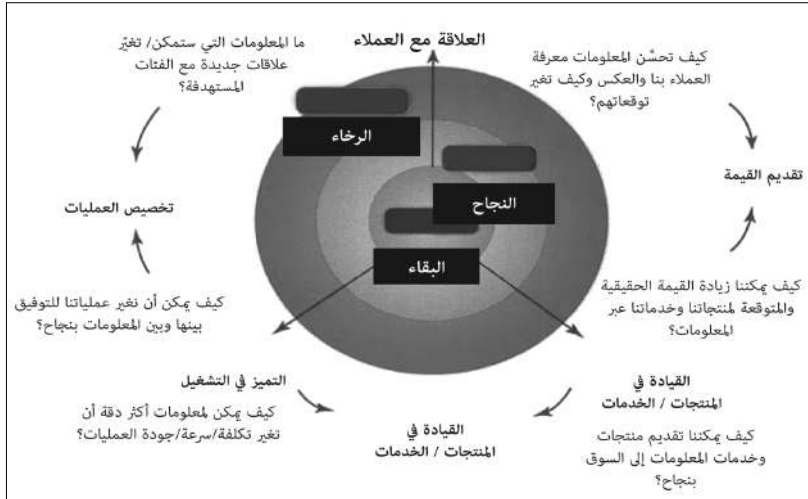 العلاقة مع العملاء
ما المعلومات التي ستمكن/ تغيّر
علاقات جديدة مع الفئات
المستهدفة؟
كيف تحسَّن المعلومات معرفة
العملاء بنا والعكس وكيف تغير
توقعاتهم؟
الرخاء
النجاح
البقاء
تقديم القيمة
تخصيص العمليات
كيف يمكننا زيادة القيمة الحقيقية
والمتوقعة لمنتجاتنا وخدماتنا عبر
المعلومات؟
كيف يمكن أن نغير عملياتنا للتوفيق
بينها وبين المعلومات بنجاح؟
القيادة في
المنتجات / الخدمات
كيف يمكننا تقديم منتجات
وخدمات المعلومات إلى السوق
بنجاح؟
القيادة في
المنتجات / الخدمات
التميز في التشغيل
كيف يمكن لمعلومات أكثر دقة أن
تغير تكلفة/سرعة/جودة العمليات؟